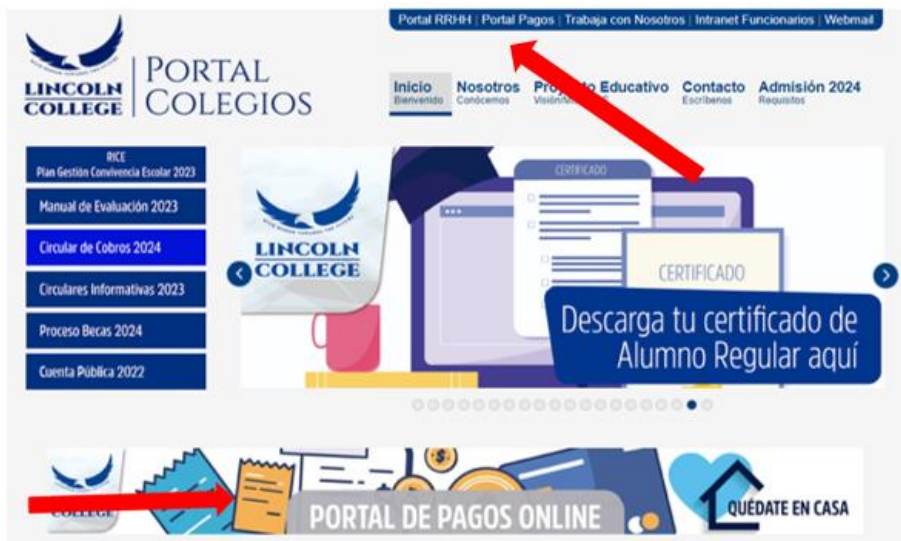 Portal RRHH | Portal Pagos | Trabaja con Nosotros | Intranet Funcionarios | Webmail
LINCOLN
COLLEGE
PORTAL
COLEGIOS
Inicio
Bienvenido
Nosotros
Conócemos
Educativo
Contacto
Escríbenos
Admisión 2024
Requisitos
RICE
Plan Gestión Convivencia Escolar 2023
Manual de Evaluación 2023
Circular de Cobros 2024
Circulares Informativas 2023
Proceso Becas 2024
Cuenta Pública 2022
LINCOLN
COLLEGE
CERTIFICADO
CERTIFICADO
Descarga tu certificado de
Alumno Regular aquí
PORTAL DE PAGOS ONLINE
QUÉDATE EN CASA